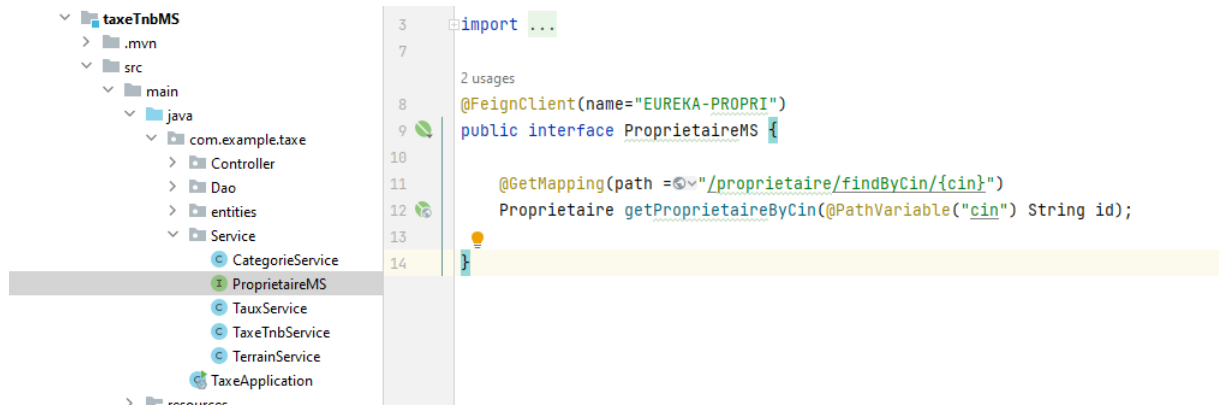 taxeTnbMS
.mvn
src
main
java
com.example.taxe
Controller
Dao
entities
Service
CategorieService
ProprietaireMS
TauxService
TaxeTnbService
TerrainService
TaxeApplication
resources
3 import ...
7
2 usages
8 @FeignClient(name="EUREKA-PROPRI")
9 public interface ProprietaireMS {
10
11 @GetMapping(path ="/proprietaire/findByCin/{cin}")
12 Proprietaire getProprietaireByCin(@PathVariable("cin") String id);
13
14 }